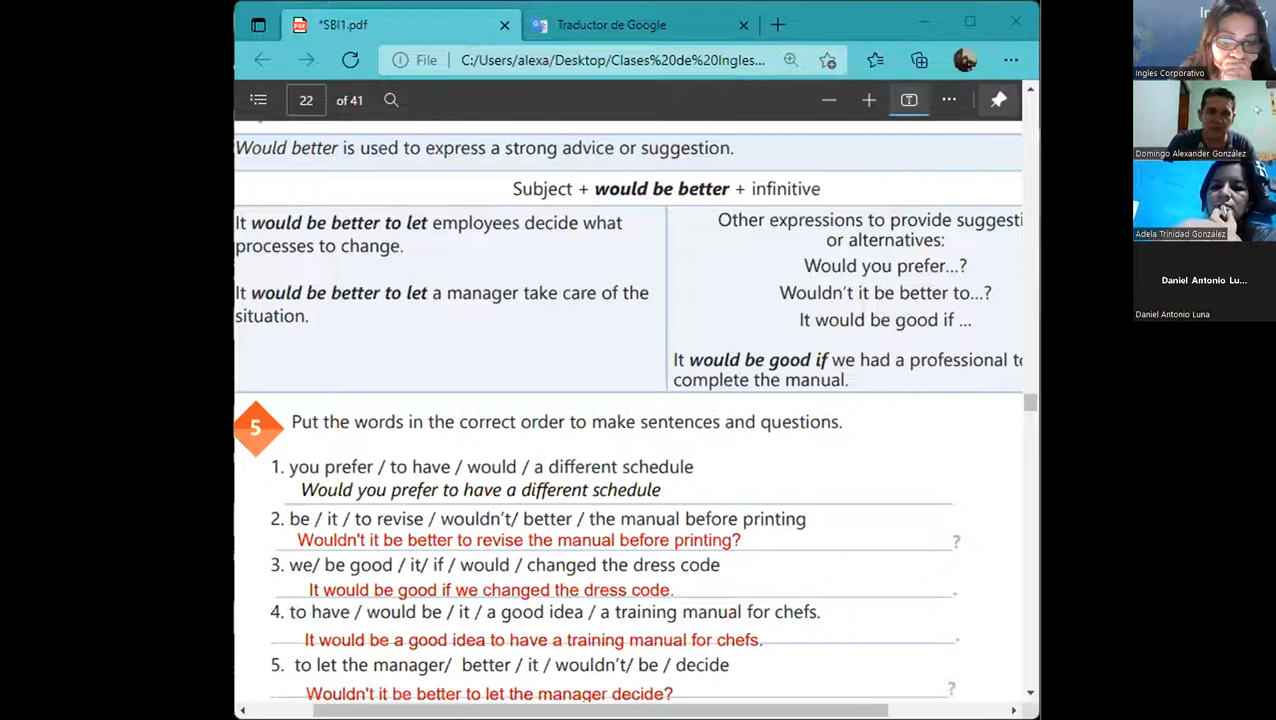 *SBI1.pdf
Traductor de Google
File
C:/Users/alexa/Desktop/Clases%20de%20Ingles...
22 of 41
Would better is used to express a strong advice or suggestion.
Subject + would be better + infinitive
It would be better to let employees decide what
processes to change.
It would be better to let a manager take care of the
situation.
Other expressions to provide suggesti
or alternatives:
Would you prefer...?
Wouldn't it be better to...?
It would be good if ...
It would be good if we had a professional to
complete the manual.
5 Put the words in the correct order to make sentences and questions.
1. you prefer / to have / would / a different schedule
Would you prefer to have a different schedule
2. be / it / to revise / wouldn't/ better / the manual before printing
Wouldn't it be better to revise the manual before printing?
?
3. we/ be good / it/ if / would / changed the dress code
It would be good if we changed the dress code.
.
4. to have / would be / it / a good idea / a training manual for chefs.
It would be a good idea to have a training manual for chefs.
.
5. to let the manager/ better / it / wouldn't/ be / decide
Wouldn't it be better to let the manager decide?
?
Ingles Corporativo
Domingo Alexander González
Adela Trinidad González
Daniel Antonio Lu...
Daniel Antonio Luna